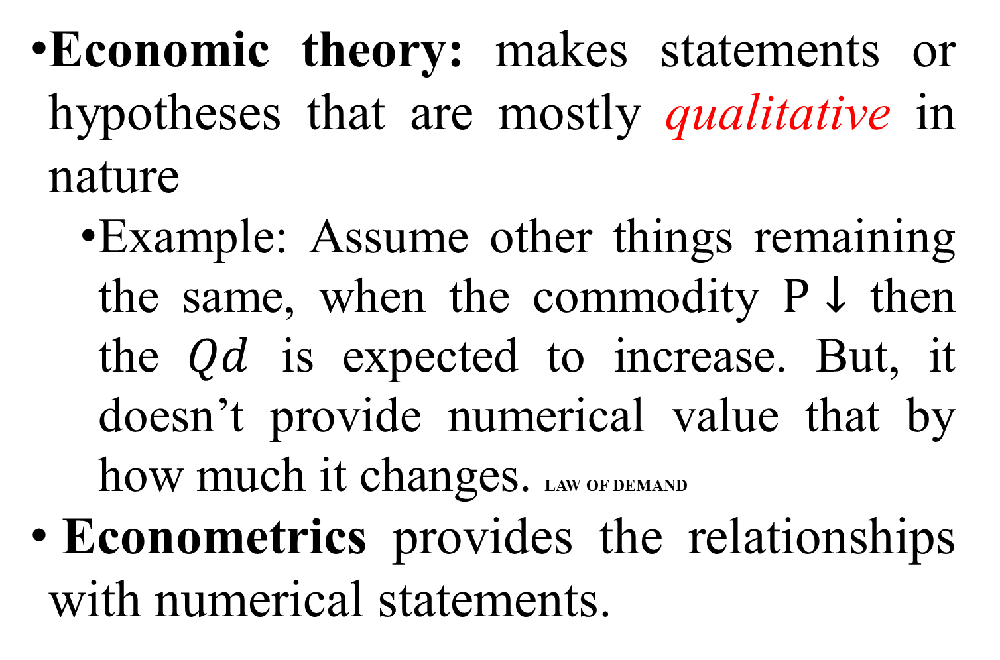 •Economic theory: makes statements or
hypotheses that are mostly qualitative in
nature
•Example: Assume other things remaining
the same, when the commodity P↓ then
the Qd is expected to increase. But, it
doesn’t provide numerical value that by
how much it changes. LAW OF DEMAND
• Econometrics provides the relationships
with numerical statements.